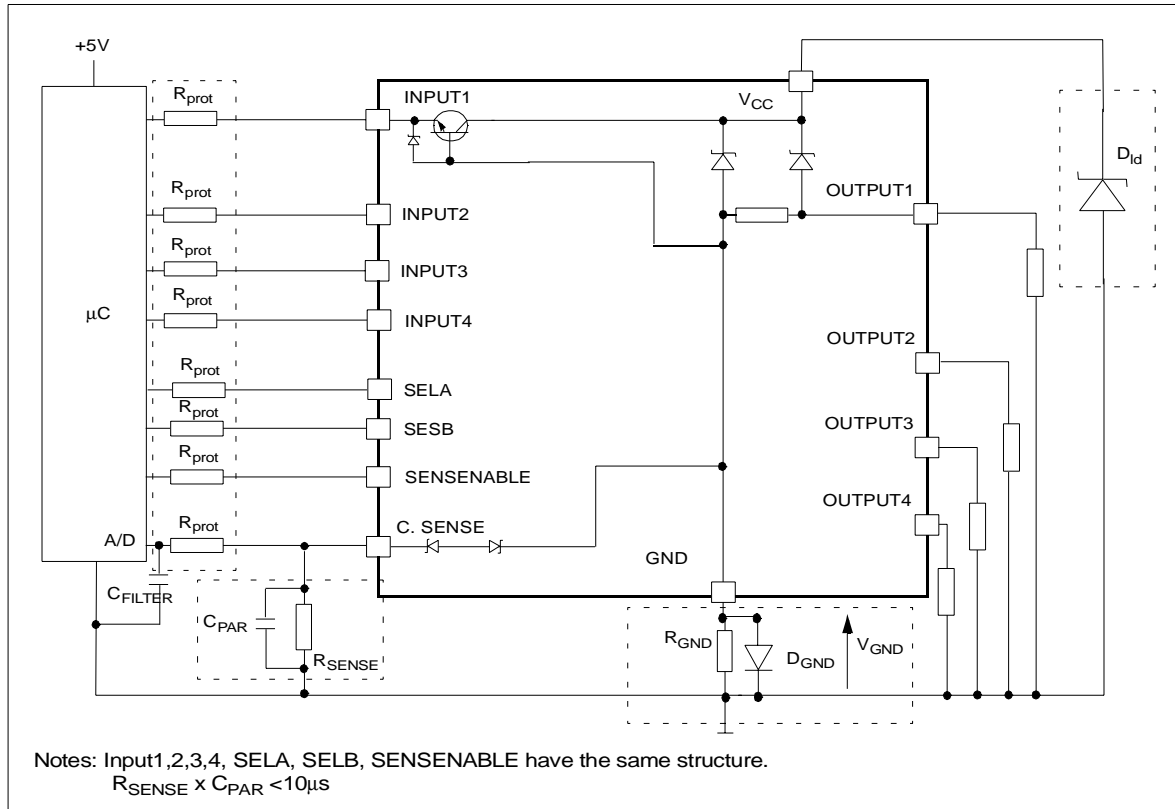 +5V
Rprot
INPUT1
VCC
Dld
Rprot
INPUT2
OUTPUT1
Rprot
INPUT3
Rprot
INPUT4
µC
OUTPUT2
Rprot
SELA
Rprot
SESB
OUTPUT3
Rprot
SENSENABLE
OUTPUT4
Rprot
C. SENSE
A/D
GND
CFILTER
CPAR
RSENSE
RGND
DGND
VGND
Notes: Input1,2,3,4, SELA, SELB, SENSENABLE have the same structure.
RSENSE x CPAR <10µs